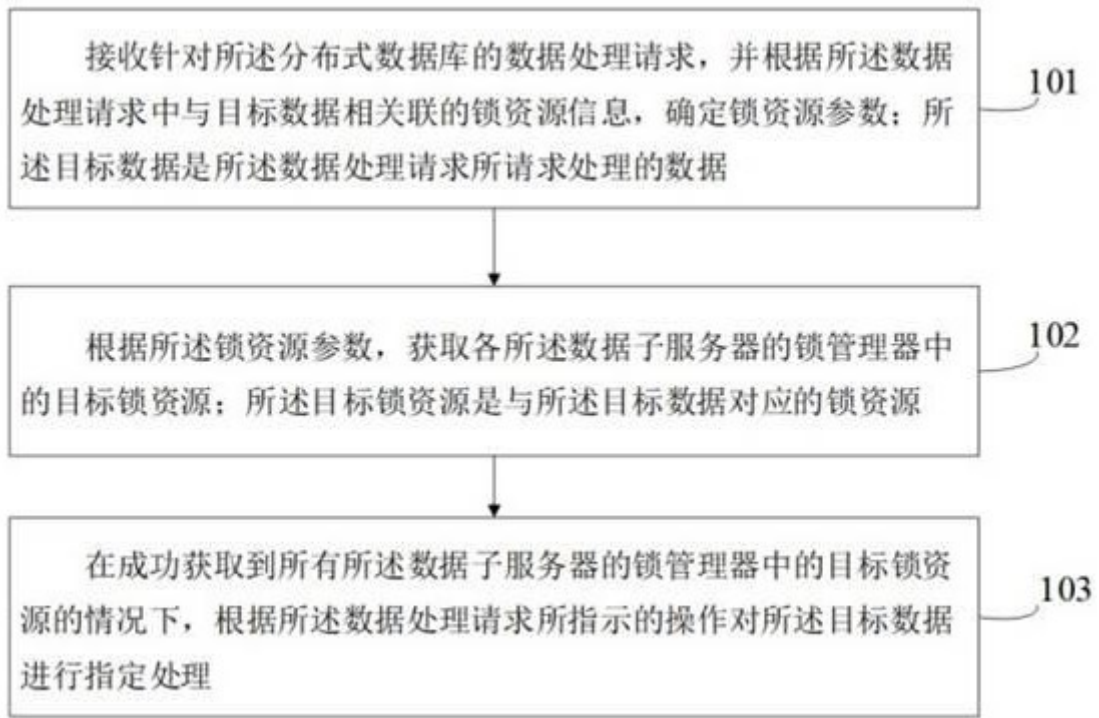 接收针对所述分布式数据库的数据处理请求，并根据所述数据
处理请求中与目标数据相关联的锁资源信息，确定锁资源参数；所
述目标数据是所述数据处理请求所请求处理的数据
101
根据所述锁资源参数，获取各所述数据子服务器的锁管理器中
的目标锁资源；所述目标锁资源是与所述目标数据对应的锁资源
102
在成功获取到所有所述数据子服务器的锁管理器中的目标锁资
源的情况下，根据所述数据处理请求所指示的操作对所述目标数据
进行指定处理
103